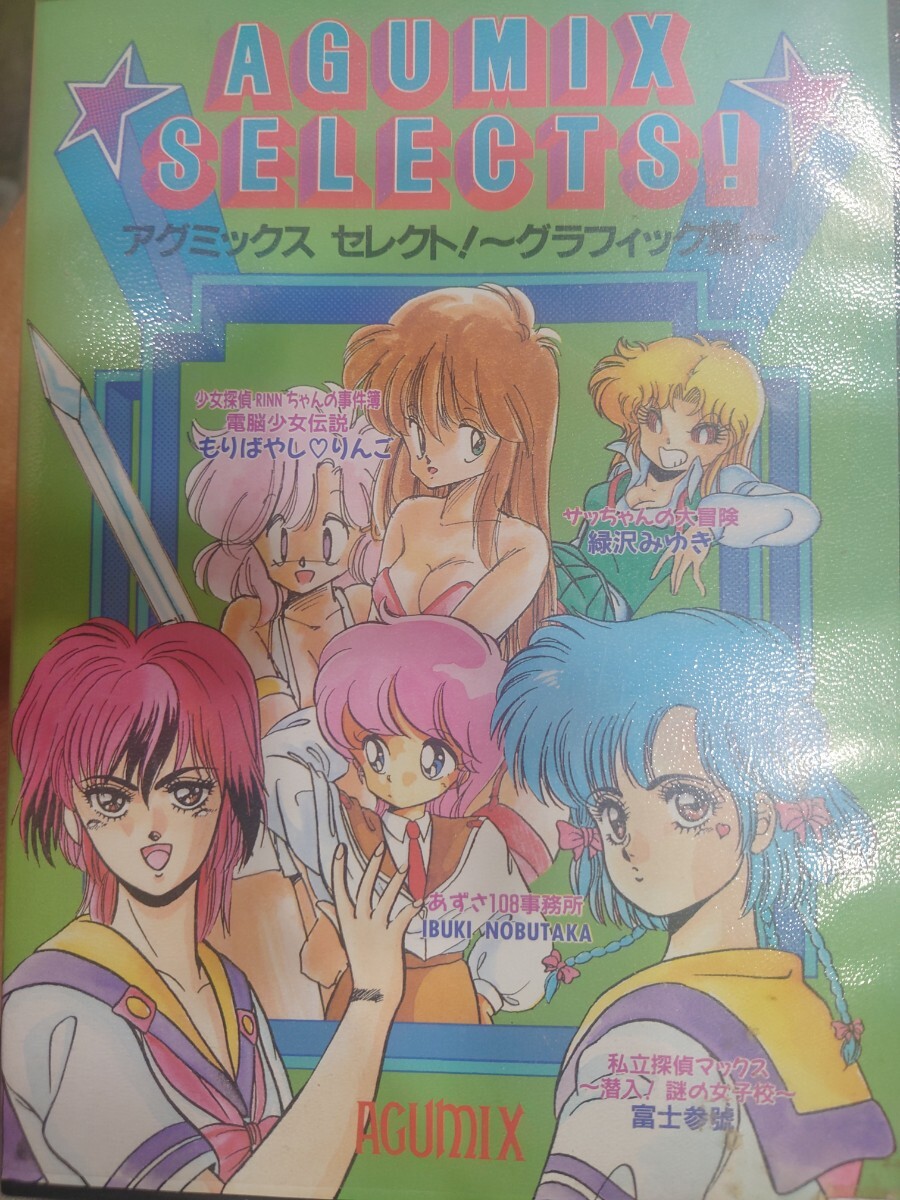 AGUMIX
SELECTS!
アグミックス セレクト!〜グラフィック集〜
少女探偵RINNちゃんの事件簿
電脳少女伝説
もりばやし♡りんご
サッちゃんの大冒険
緑沢みゆき
あずさ108事務所
IBUKI NOBUTAKA
私立探偵マックス
〜潜入!謎の女子校〜
富士参號
AGUMIX